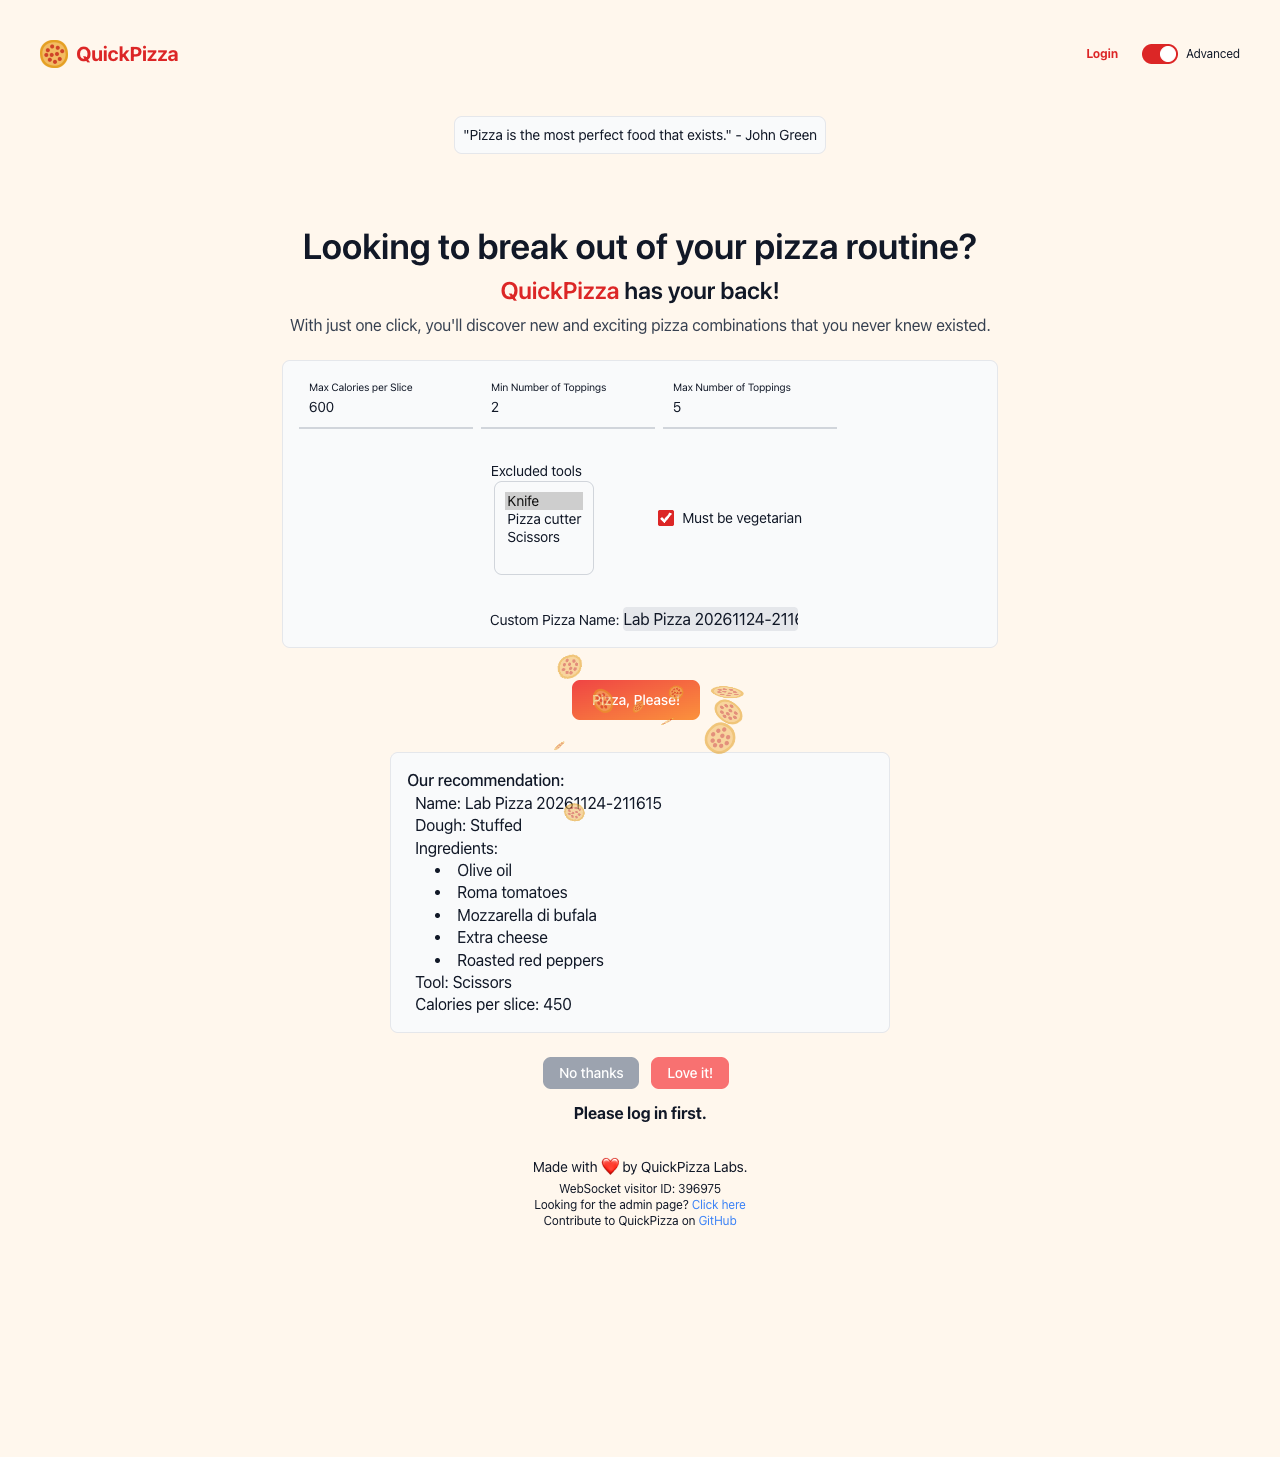 QuickPizza
Login
Advanced
"Pizza is the most perfect food that exists." - John Green
Looking to break out of your pizza routine?
QuickPizza has your back!
With just one click, you'll discover new and exciting pizza combinations that you never knew existed.
Max Calories per Slice
600
Min Number of Toppings
2
Max Number of Toppings
5
Excluded tools
Knife
Pizza cutter
Scissors
Must be vegetarian
Custom Pizza Name: Lab Pizza 20261124-2116
Pizza, Please!
Our recommendation:
Name: Lab Pizza 20261124-211615
Dough: Stuffed
Ingredients:
• Olive oil
• Roma tomatoes
• Mozzarella di bufala
• Extra cheese
• Roasted red peppers
Tool: Scissors
Calories per slice: 450
No thanks
Love it!
Please log in first.
Made with ❤️ by QuickPizza Labs.
WebSocket visitor ID: 396975
Looking for the admin page? Click here
Contribute to QuickPizza on GitHub